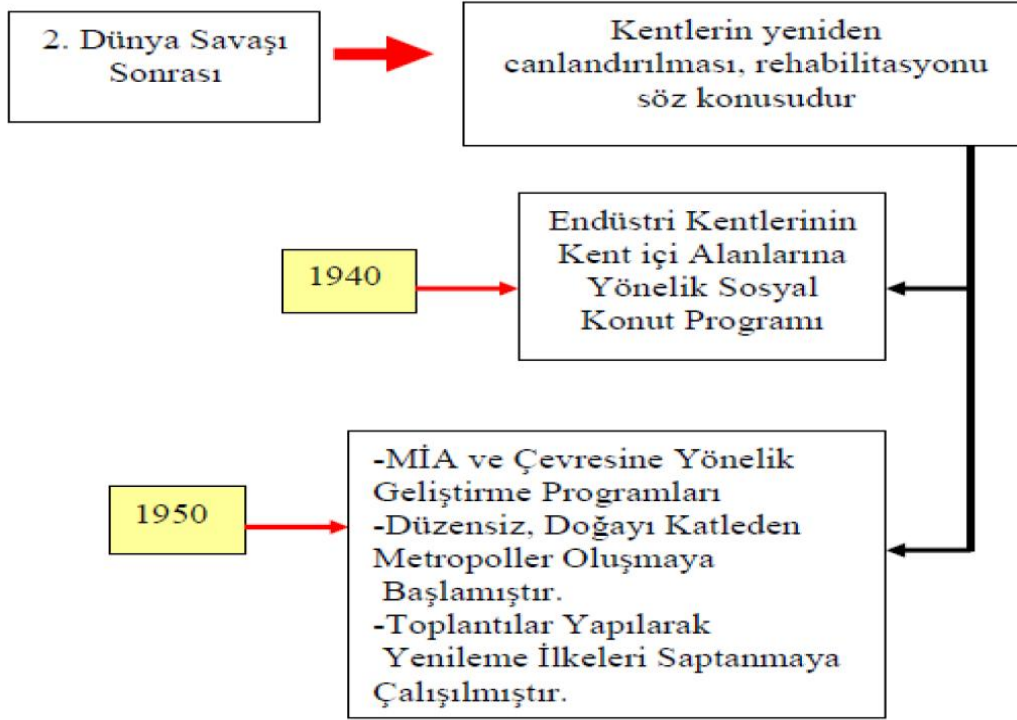 2. Dünya Savaşı
Sonrası
Kentlerin yeniden
canlandırılması, rehabilitasyonu
söz konusudur
1940
Endüstri Kentlerinin
Kent içi Alanlarına
Yönelik Sosyal
Konut Programı
1950
-MİA ve Çevresine Yönelik
Geliştirme Programları
-Düzensiz, Doğayı Katleden
Metropoller Oluşmaya
Başlamıştır.
-Toplantılar Yapılarak
Yenileme İlkeleri Saptanmaya
Çalışılmıştır.